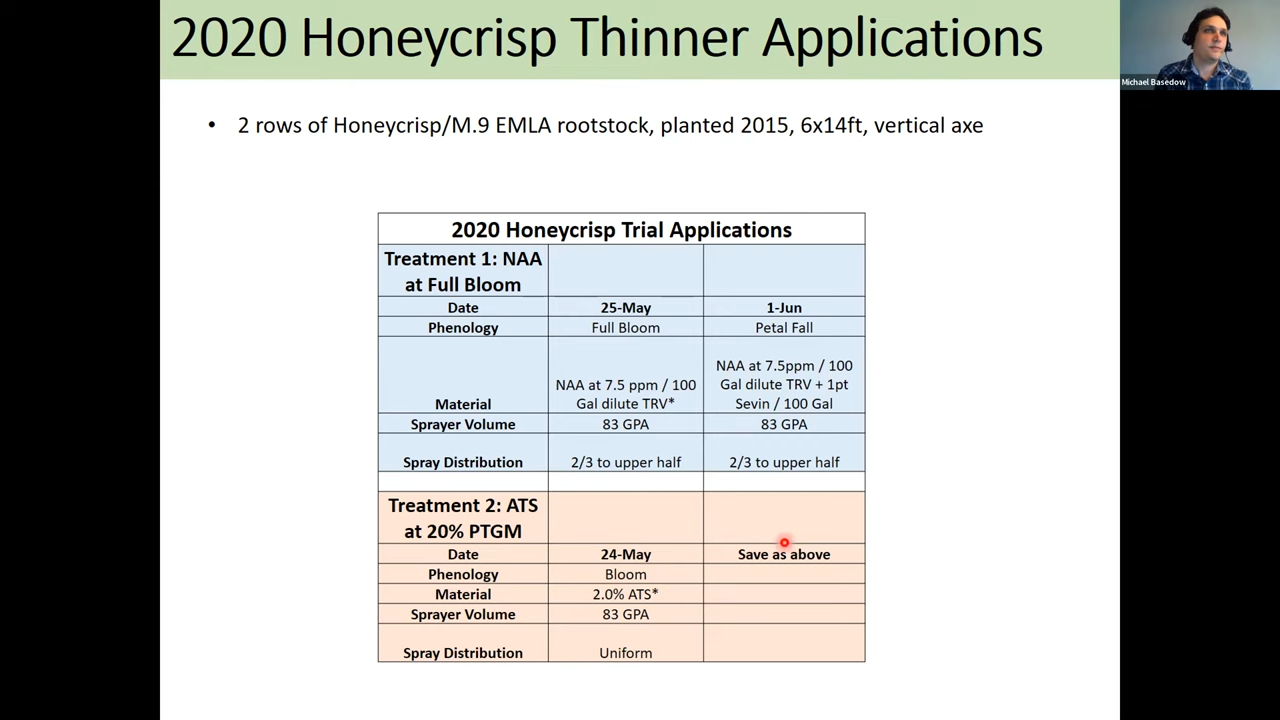 2020 Honeycrisp Thinner Applications
Michael Basedow
• 2 rows of Honeycrisp/M.9 EMLA rootstock, planted 2015, 6x14ft, vertical axe
2020 Honeycrisp Trial Applications
Treatment 1: NAA
at Full Bloom
Date 25-May 1-Jun
Phenology Full Bloom Petal Fall
Material NAA at 7.5 ppm / 100 Gal dilute TRV* NAA at 7.5ppm / 100 Gal dilute TRV + 1pt Sevin / 100 Gal
Sprayer Volume 83 GPA 83 GPA
Spray Distribution 2/3 to upper half 2/3 to upper half
Treatment 2: ATS
at 20% PTGM
Date 24-May Save as above
Phenology Bloom
Material 2.0% ATS*
Sprayer Volume 83 GPA
Spray Distribution Uniform